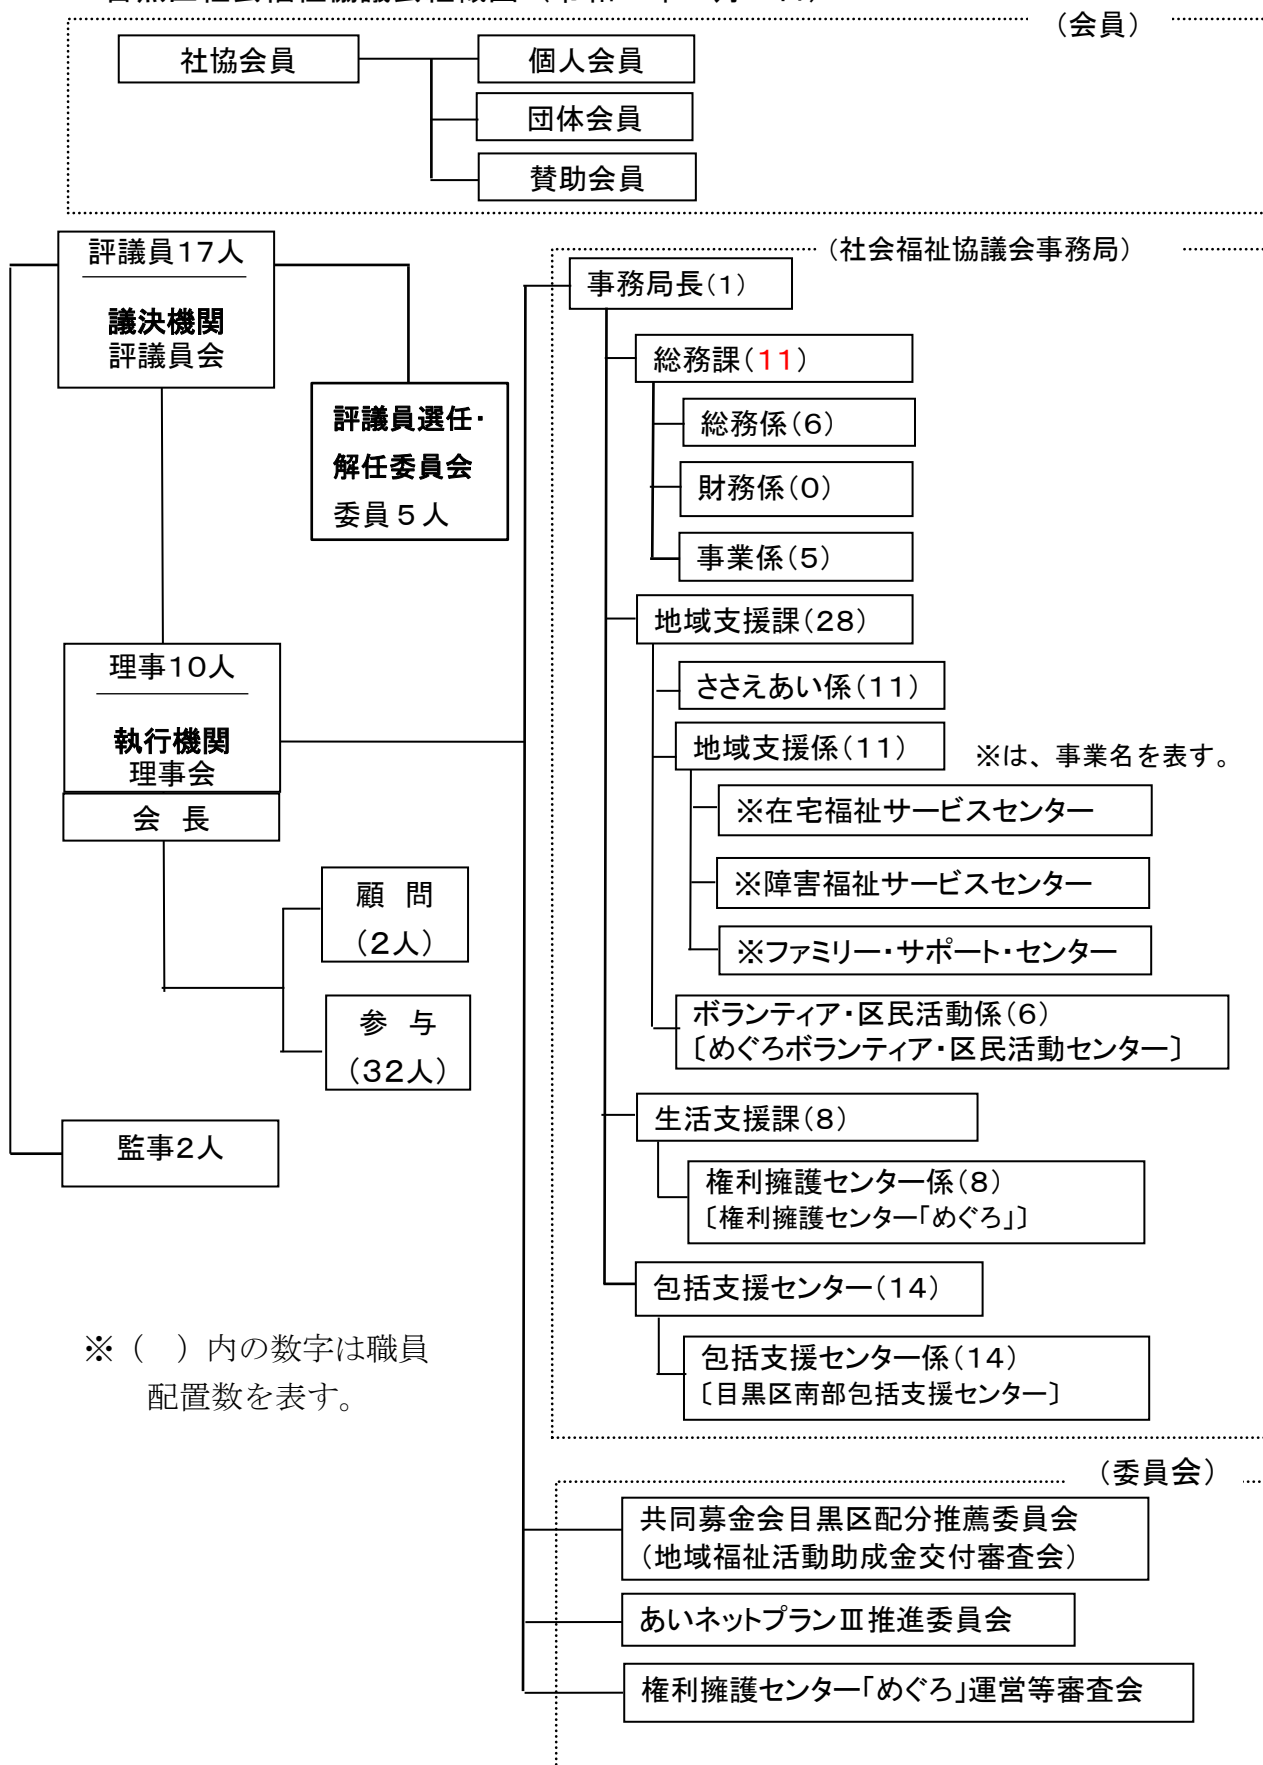 (会員)
社協会員
個人会員
団体会員
賛助会員
評議員17人
議決機関
評議員会
評議員選任・
解任委員会
委員５人
理事10人
執行機関
理事会
会 長
顧 問
(2人)
参 与
(32人)
監事2人
※（　）内の数字は職員
配置数を表す。
(社会福祉協議会事務局)
事務局長(1)
総務課(11)
総務係(6)
財務係(0)
事業係(5)
地域支援課(28)
ささえあい係(11)
地域支援係(11)
※は、事業名を表す。
※在宅福祉サービスセンター
※障害福祉サービスセンター
※ファミリー・サポート・センター
ボランティア・区民活動係(6)
〔めぐろボランティア・区民活動センター〕
生活支援課(8)
権利擁護センター係(8)
〔権利擁護センター「めぐろ」〕
包括支援センター(14)
包括支援センター係(14)
〔目黒区南部包括支援センター〕
(委員会)
共同募金会目黒区配分推薦委員会
(地域福祉活動助成金交付審査会)
あいネットプランⅢ推進委員会
権利擁護センター「めぐろ」運営等審査会